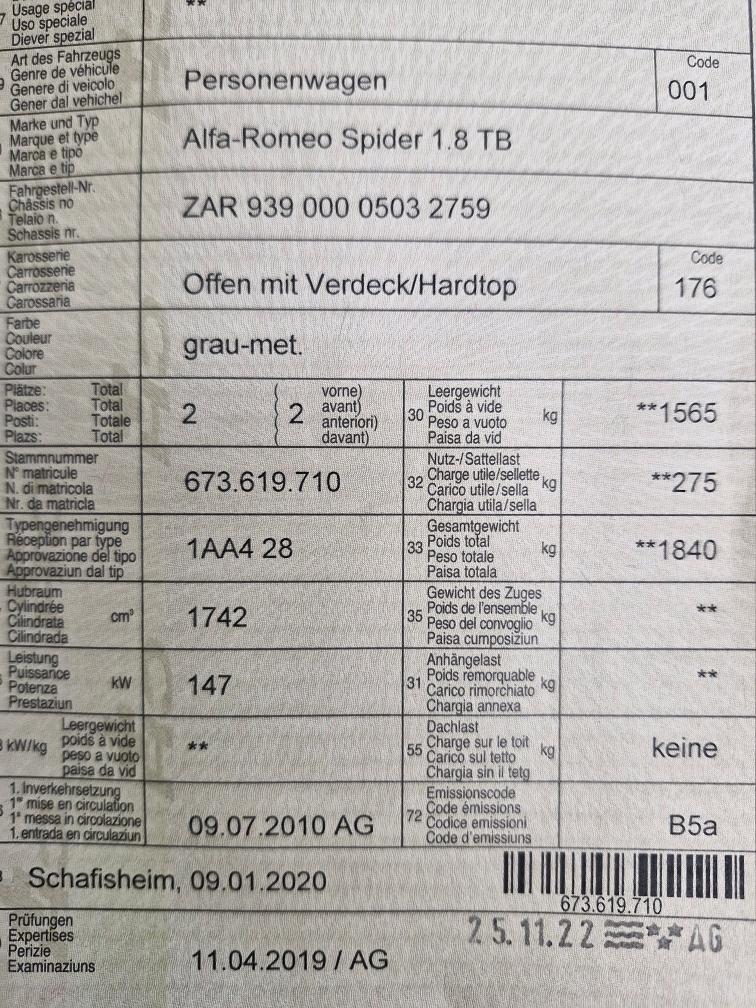 Usage spécial
Uso speciale
Diever spezial
**
Art des Fahrzeugs
Genre de véhicule
Genere di veicolo
Gener dal vehichel
Personenwagen
Code
001
Marke und Typ
Marque et type
Marca e tipo
Marca e tip
Alfa-Romeo Spider 1.8 TB
Fahrgestell-Nr.
Châssis no
Telaio n.
Schassis nr.
ZAR 939 000 0503 2759
Karosserie
Carrosserie
Carrozzeria
Carossaria
Offen mit Verdeck/Hardtop
Code
176
Farbe
Couleur
Colore
Colur
grau-met.
Plätze: Total
Places: Total
Posti: Totale
Plazs: Total
2
2
vorne)
avant)
anteriori)
davant)
30
Leergewicht
Poids à vide
Peso a vuoto
Paisa da vid
kg
**1565
Stammnummer
N° matricule
N. di matricola
Nr. da matricla
673.619.710
32
Nutz-/Sattellast
Charge utile/sellette
Carico utile/sella
Chargia utila/sella
kg
**275
Typengenehmigung
Réception par type
Approvazione del tipo
Approvaziun dal tip
1AA4 28
33
Gesamtgewicht
Poids total
Peso totale
Paisa totala
kg
**1840
Hubraum
Cylindrée
Cilindrata
Cilindrada
cm³
1742
35
Gewicht des Zuges
Poids de l'ensemble
Peso del convoglio
Paisa cumposiziun
kg
**
Leistung
Puissance
Potenza
Prestaziun
kW
147
31
Anhängelast
Poids remorquable
Carico rimorchiato
Chargia annexa
kg
**
kW/kg
Leergewicht
poids à vide
peso a vuoto
paisa da vid
**
55
Dachlast
Charge sur le toit
Carico sul tetto
Chargia sin il tetg
kg
keine
1. Inverkehrsetzung
1re mise en circulation
1a messa in circolazione
1. entrada en circulaziun
09.07.2010 AG
72
Emissionscode
Code émissions
Codice emissioni
Code d'emissiuns
B5a
Schafisheim, 09.01.2020
673.619.710
Prüfungen
Expertises
Perizie
Examinaziuns
25.11.22 AG
11.04.2019 / AG